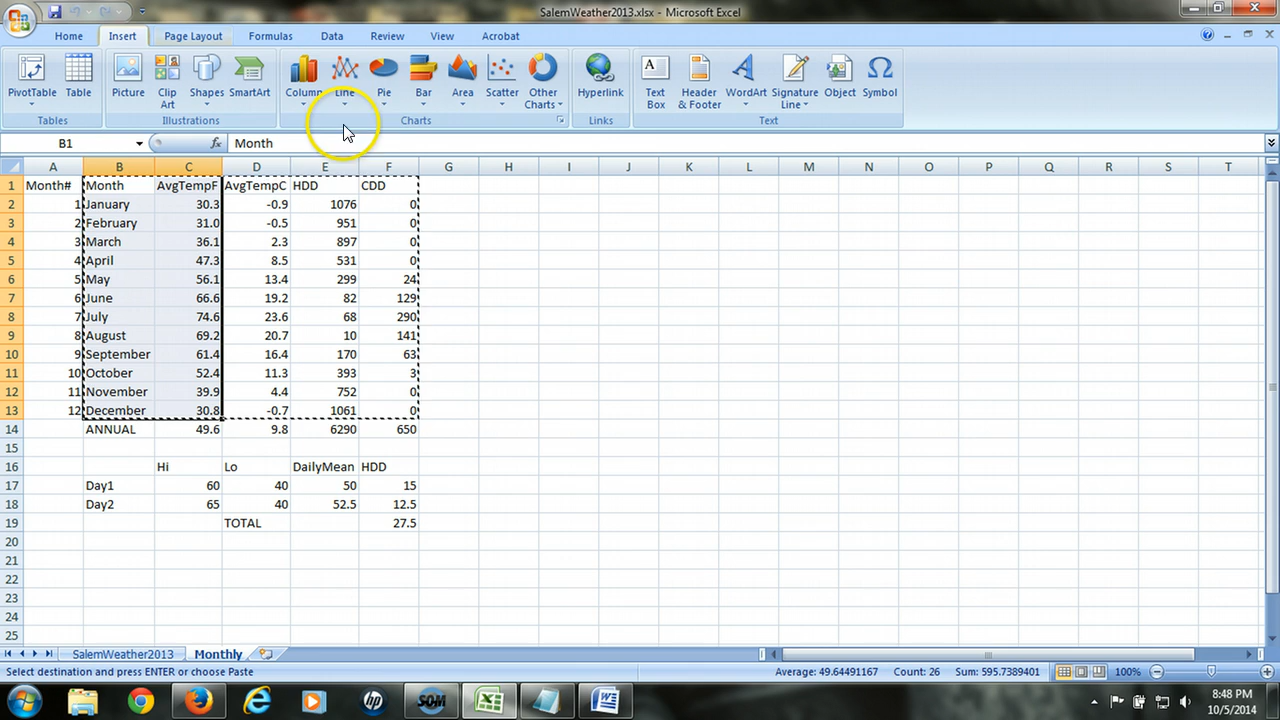 SalemWeather2013.xlsx - Microsoft Excel
Home Insert Page Layout Formulas Data Review View Acrobat
PivotTable Table Picture Clip Art Shapes SmartArt Column Line Pie Bar Area Scatter Other Charts Hyperlink Text Box Header & Footer WordArt Signature Line Object Symbol
Tables Illustrations Charts Links Text
B1 fx Month
A B C D E F G H I J K L M N O P Q R S T
1 Month# Month AvgTempF AvgTempC HDD CDD
2 1 January 30.3 -0.9 1076 0
3 2 February 31.0 -0.5 951 0
4 3 March 36.1 2.3 897 0
5 4 April 47.3 8.5 531 0
6 5 May 56.1 13.4 299 24
7 6 June 66.6 19.2 82 129
8 7 July 74.6 23.6 68 290
9 8 August 69.2 20.7 10 141
10 9 September 61.4 16.4 170 63
11 10 October 52.4 11.3 393 3
12 11 November 39.9 4.4 752 0
13 12 December 30.8 -0.7 1061 0
14 ANNUAL 49.6 9.8 6290 650
15
16 Hi Lo DailyMean HDD
17 Day1 60 40 50 15
18 Day2 65 40 52.5 12.5
19 TOTAL 27.5
20
21
22
23
24
25
SalemWeather2013 Monthly
Select destination and press ENTER or choose Paste Average: 49.64491167 Count: 26 Sum: 595.7389401 100%
hp SQM W 8:48 PM
10/5/2014